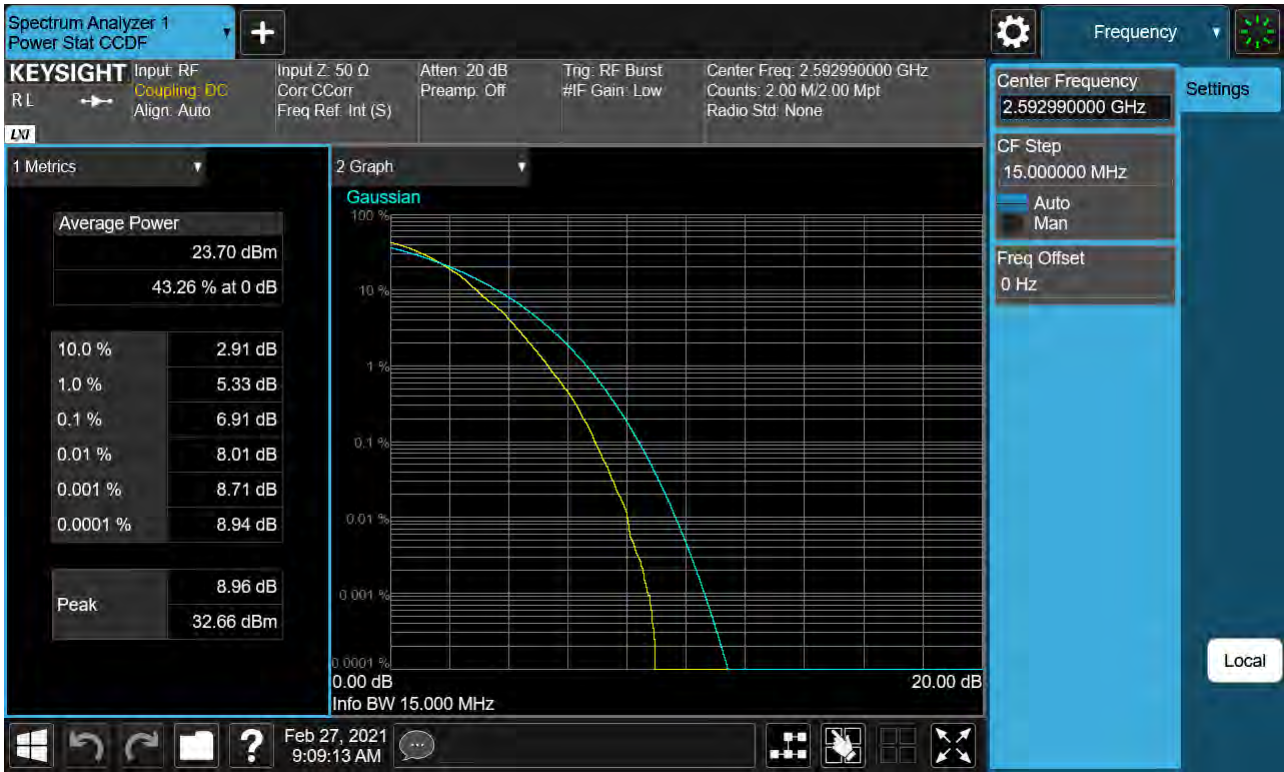 Spectrum Analyzer 1
Power Stat CCDF
+
Frequency
KEYSIGHT
RL
LXI
Input: RF
Coupling: DC
Align: Auto
Input Z: 50 Ω
Corr CCorr
Freq Ref: Int (S)
Atten: 20 dB
Preamp: Off
Trig: RF Burst
#IF Gain: Low
Center Freq: 2.592990000 GHz
Counts: 2.00 M/2.00 Mpt
Radio Std: None
Center Frequency
2.592990000 GHz
Settings
CF Step
15.000000 MHz
Auto
Man
Freq Offset
0 Hz
1 Metrics
Average Power
23.70 dBm
43.26 % at 0 dB
10.0 % 2.91 dB
1.0 % 5.33 dB
0.1 % 6.91 dB
0.01 % 8.01 dB
0.001 % 8.71 dB
0.0001 % 8.94 dB
Peak 8.96 dB
32.66 dBm
2 Graph
Gaussian
100 %
10 %
1 %
0.1 %
0.01 %
0.001 %
0.0001 %
0.00 dB 20.00 dB
Info BW 15.000 MHz
Local
?
Feb 27, 2021
9:09:13 AM